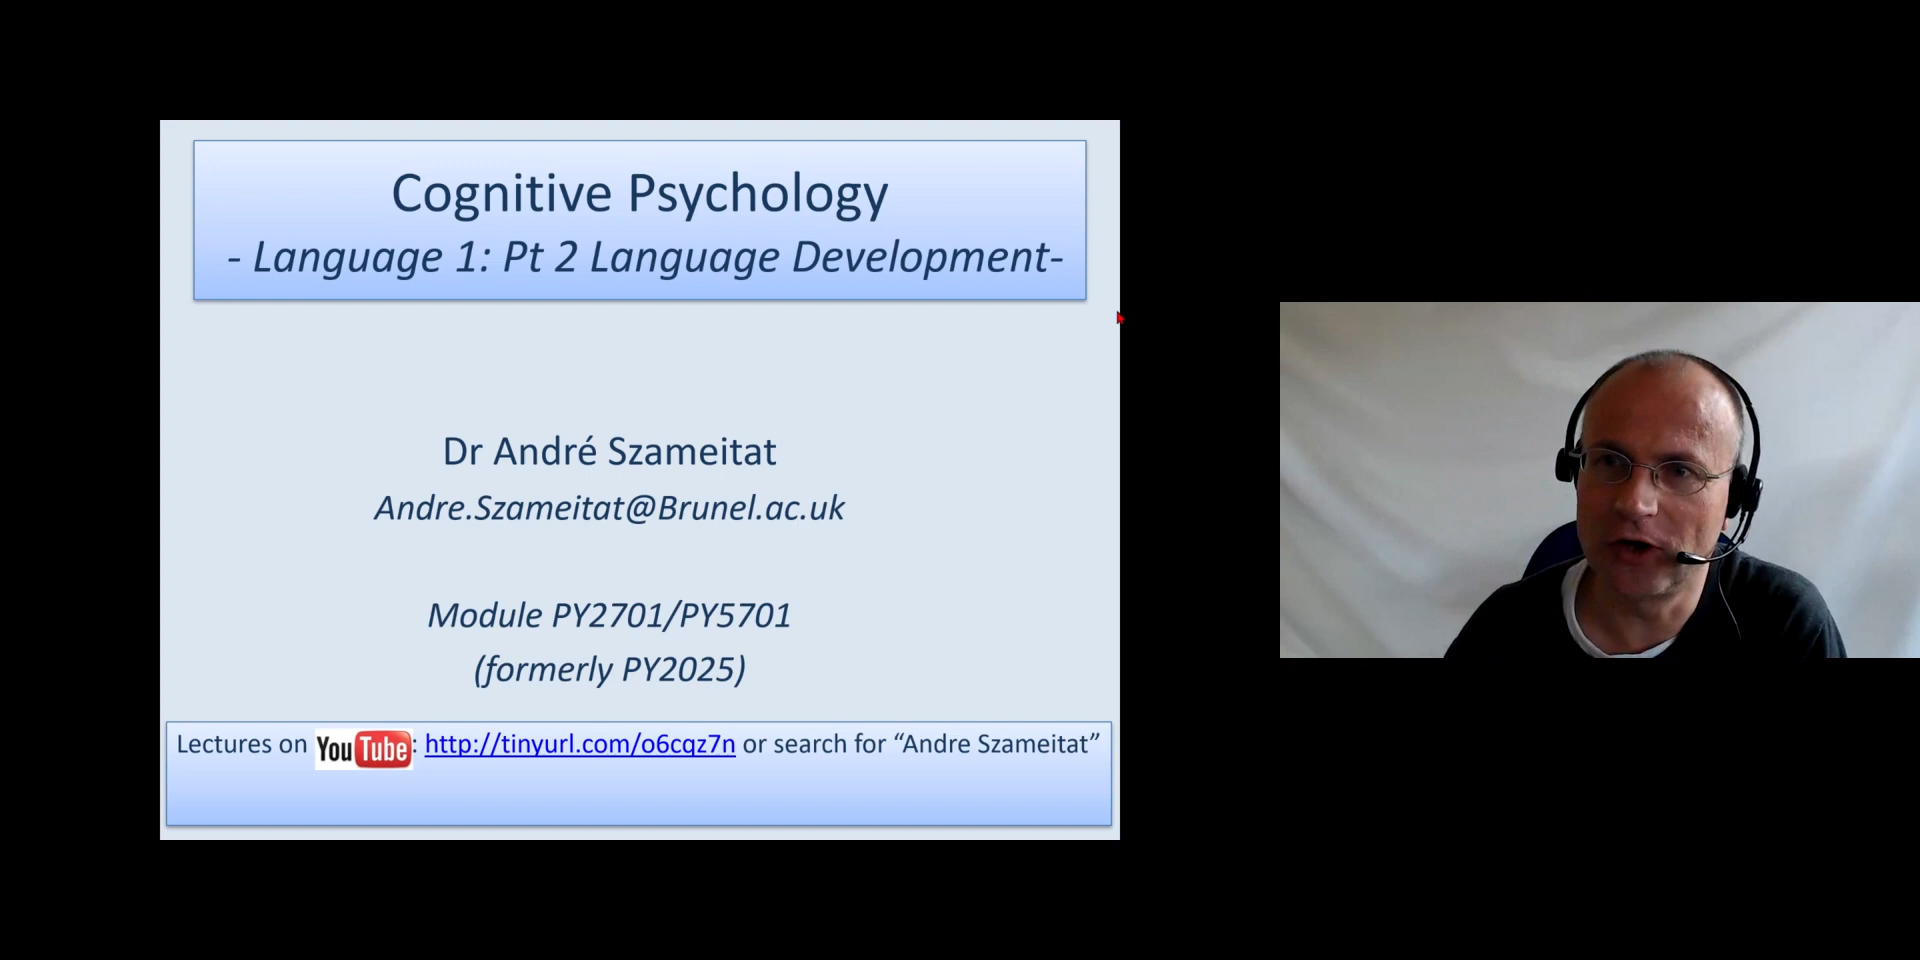 Cognitive Psychology
- Language 1: Pt 2 Language Development-
Dr André Szameitat
Andre.Szameitat@Brunel.ac.uk
Module PY2701/PY5701
(formerly PY2025)
Lectures on YouTube: http://tinyurl.com/o6cqz7n or search for “Andre Szameitat”